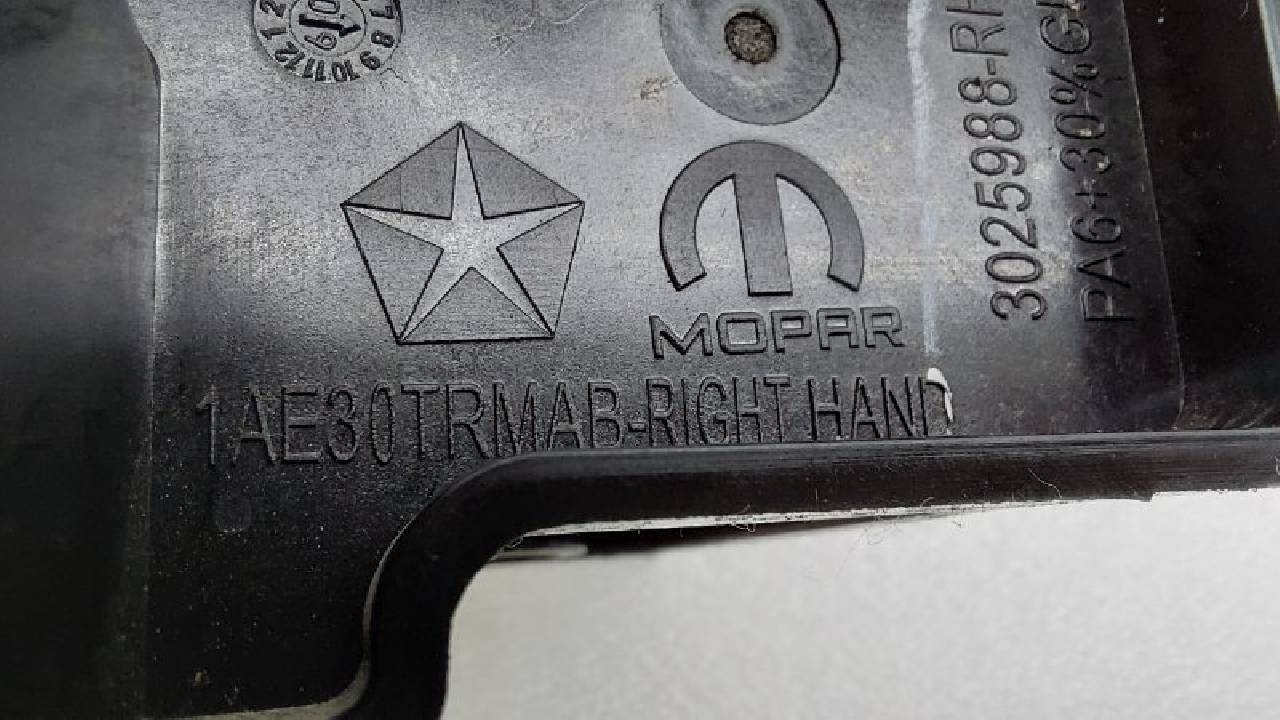 MOPAR
1AE30TRMAB-RIGHT HAND
3025988-RH
PA6+30%G